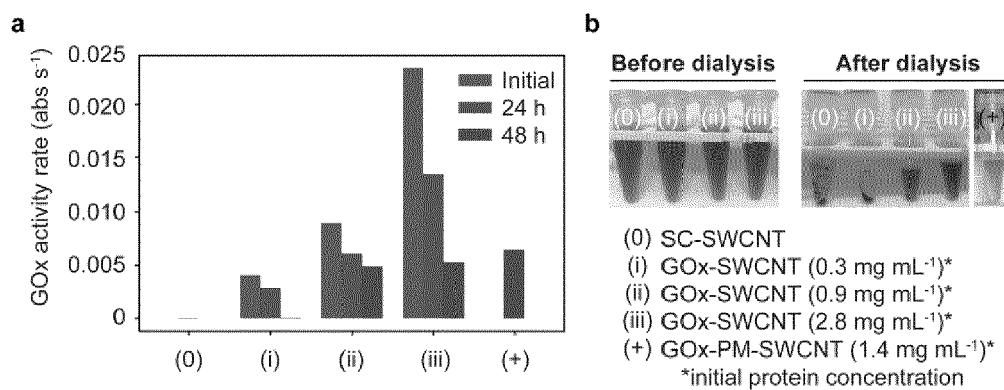 a
GOx activity rate (abs s⁻¹)
0.025
0.020
0.015
0.010
0.005
0
Initial
24 h
48 h
(0) (i) (ii) (iii) (+)
b
Before dialysis After dialysis
(0) (i) (ii) (iii) (0) (i) (ii) (iii) (+)
(0) SC-SWCNT
(i) GOx-SWCNT (0.3 mg mL⁻¹)*
(ii) GOx-SWCNT (0.9 mg mL⁻¹)*
(iii) GOx-SWCNT (2.8 mg mL⁻¹)*
(+) GOx-PM-SWCNT (1.4 mg mL⁻¹)*
*initial protein concentration